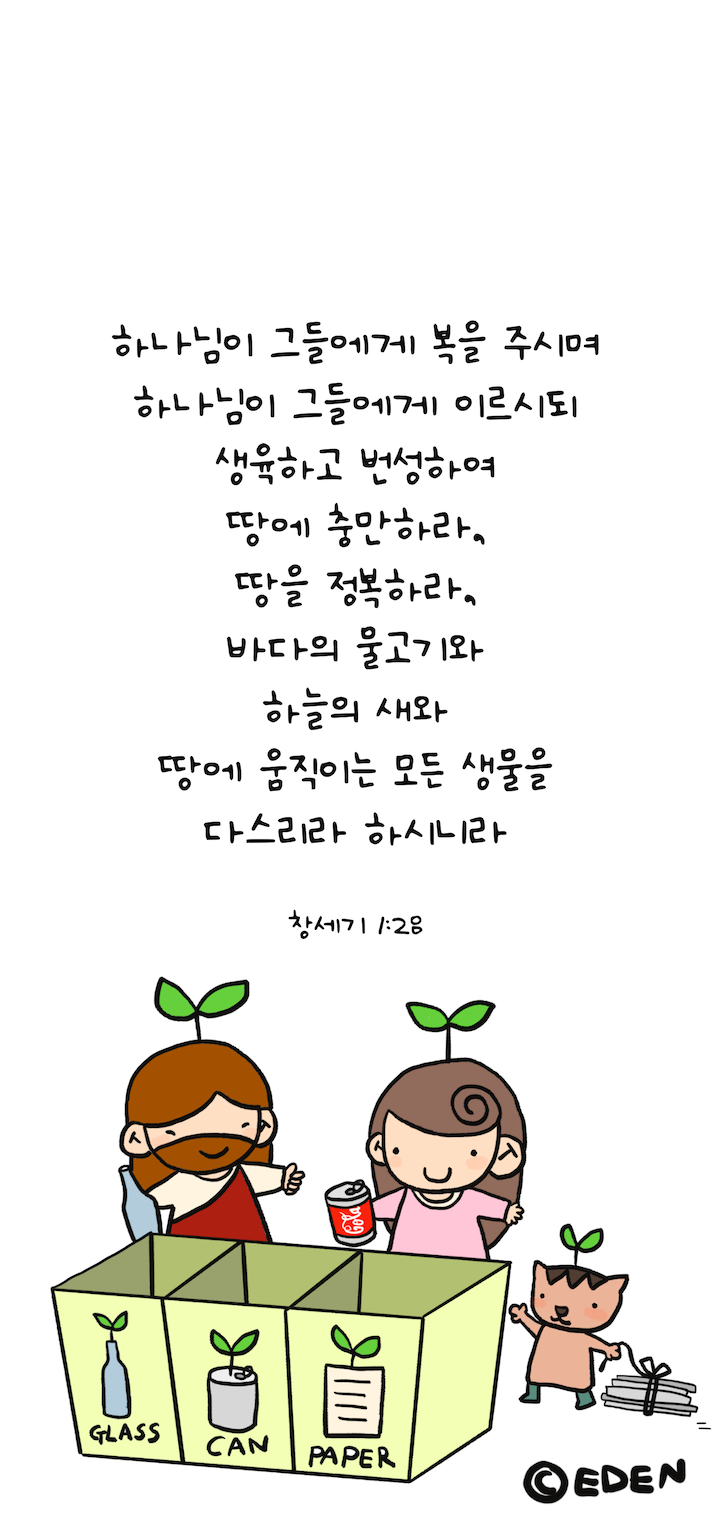 하나님이 그들에게 복을 주시며
하나님이 그들에게 이르시되
생육하고 번성하여
땅에 충만하라,
땅을 정복하라,
바다의 물고기와
하늘의 새와
땅에 움직이는 모든 생물을
다스리라 하시니라
창세기 1:28
Cola
GLASS
CAN
PAPER
©EDEN